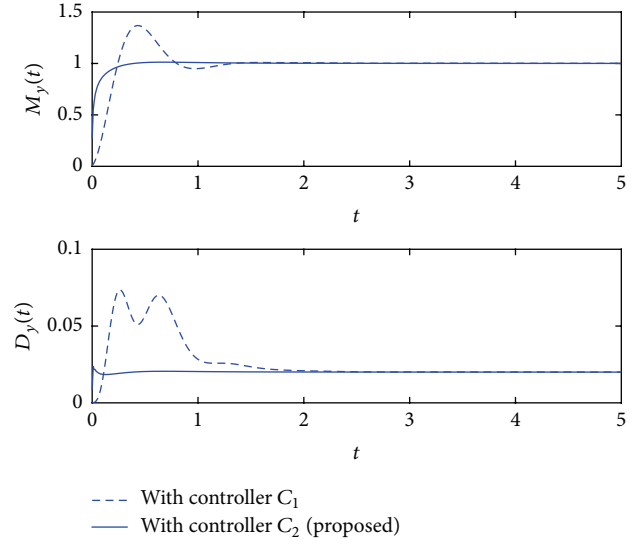 1.5
1
0.5
0
M_y(t)
0 1 2 3 4 5
t
0.1
0.05
0
D_y(t)
0 1 2 3 4 5
t
With controller C_1
With controller C_2 (proposed)